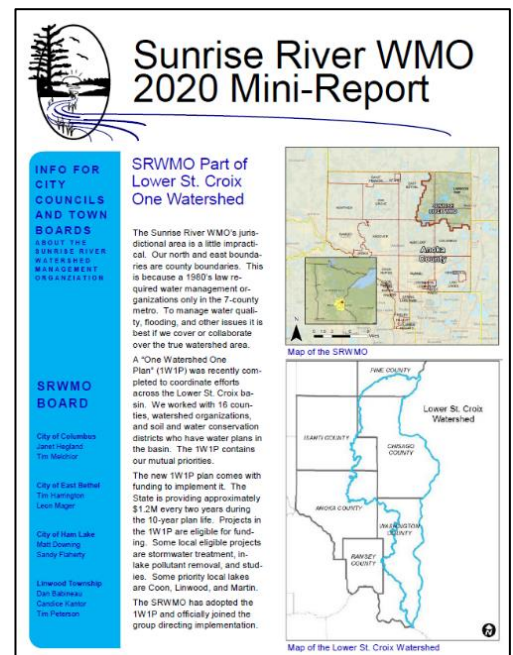 Sunrise River WMO
2020 Mini-Report
INFO FOR
CITY
COUNCILS
AND TOWN
BOARDS
ABOUT THE
SUNRISE RIVER
WATERSHED
MANAGEMENT
ORGANZIATION
SRWMO
BOARD
City of Columbus
Janet Hegland
Tim Melchior
City of East Bethel
Tim Harrington
Leon Mager
City of Ham Lake
Matt Downing
Sandy Flaherty
Linwood Township
Dan Babineau
Candice Kantor
Tim Peterson
SRWMO Part of
Lower St. Croix
One Watershed
The Sunrise River WMO's juris-
dictional area is a little impracti-
cal. Our north and east bounda-
ries are county boundaries. This
is because a 1980's law re-
quired water management or-
ganizations only in the 7-county
metro. To manage water quali-
ty, flooding, and other issues it is
best if we cover or collaborate
over the true watershed area.
A "One Watershed One
Plan" (1W1P) was recently com-
pleted to coordinate efforts
across the Lower St. Croix ba-
sin. We worked with 16 coun-
ties, watershed organizations,
and soil and water conservation
districts who have water plans in
the basin. The 1W1P contains
our mutual priorities.
The new 1W1P plan comes with
funding to implement it. The
State is providing approximately
$1.2M every two years during
the 10-year plan life. Projects in
the 1W1P are eligible for fund-
ing. Some local eligible projects
are stormwater treatment, in-
lake pollutant removal, and stud-
ies. Some priority local lakes
are Coon, Linwood, and Martin.
The SRWMO has adopted the
1W1P and officially joined the
group directing implementation.
Anoka
County
Map of the SRWMO
PINE COUNTY
Lower St. Croix
Watershed
ISANTI COUNTY
CHISAGO
COUNTY
ANOKA COUNTY
WASHINGTON
COUNTY
RAMSEY
COUNTY
Map of the Lower St. Croix Watershed